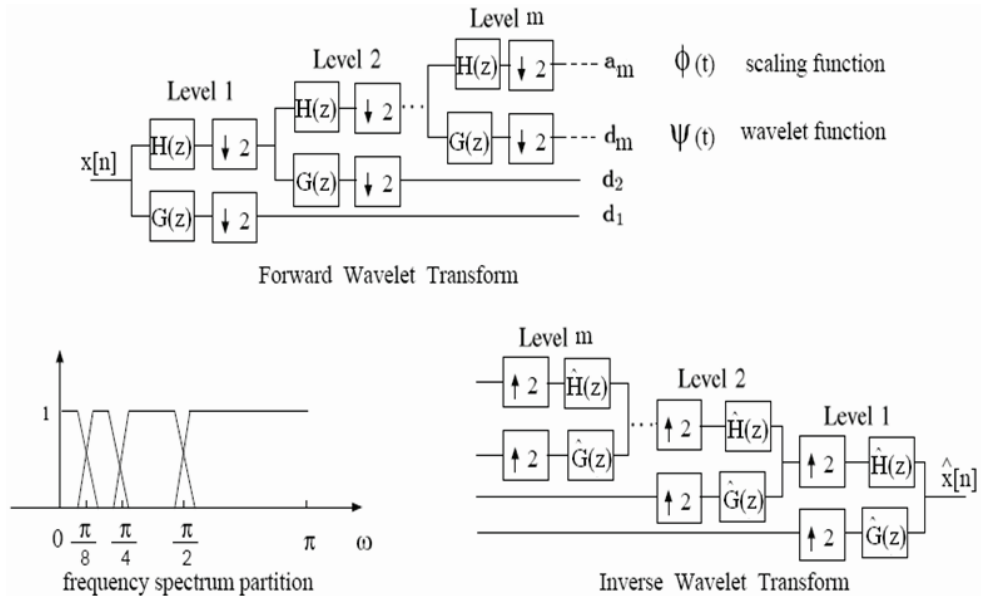 Level m
H(z) ↓ 2 a_m ϕ(t) scaling function
Level 2
H(z) ↓ 2 ...
G(z) ↓ 2 d_m ψ(t) wavelet function
Level 1
x[n] H(z) ↓ 2
G(z) ↓ 2 d_2
G(z) ↓ 2 d_1
Forward Wavelet Transform
1
0 π/8 π/4 π/2 π ω
frequency spectrum partition
Level m
↑ 2 Ĥ(z)
Level 2
↑ 2 Ĝ(z) ... ↑ 2 Ĥ(z)
Level 1
↑ 2 Ĥ(z)
↑ 2 Ĝ(z) x̂[n]
↑ 2 Ĝ(z)
Inverse Wavelet Transform